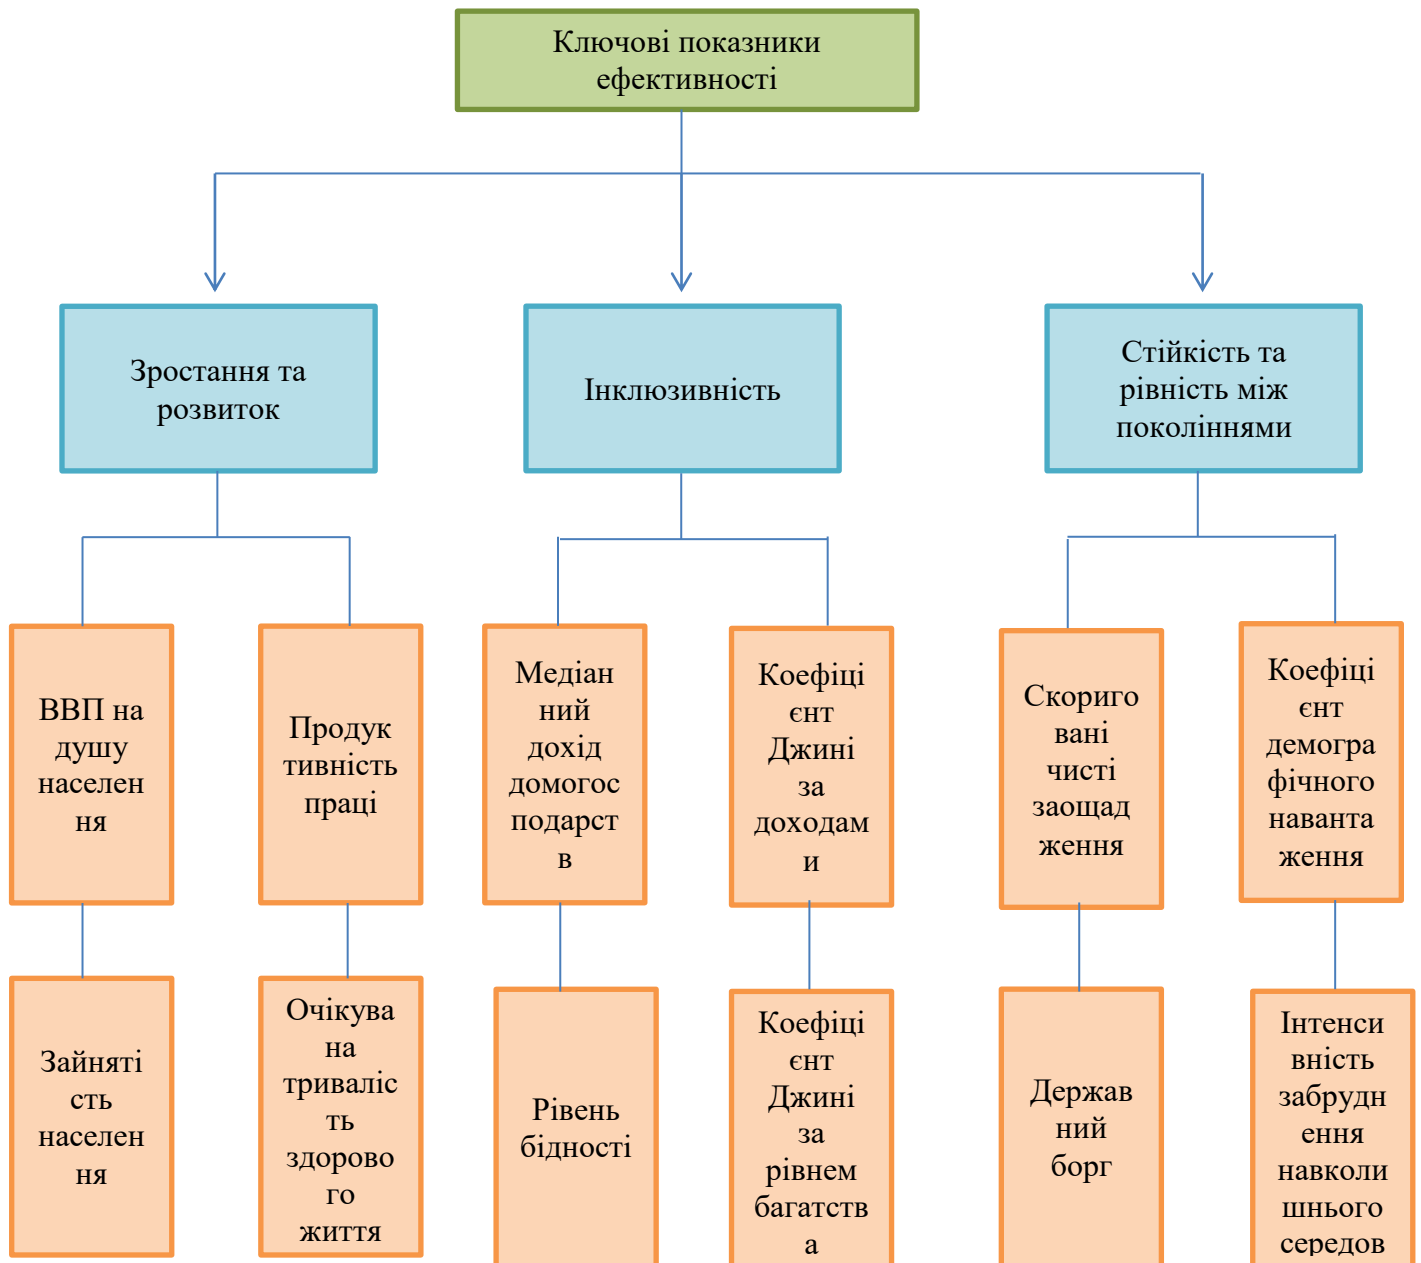 Ключові показники
ефективності
Зростання та
розвиток
Інклюзивність
Стійкість та
рівність між
поколіннями
ВВП на
душу
населен
ня
Продук
тивність
праці
Медіан
ний
дохід
домогос
подарст
в
Коефіці
єнт
Джині
за
доходам
и
Скориго
вані
чисті
заощад
ження
Коефіці
єнт
демогра
фічного
наванта
ження
Зайняті
сть
населен
ня
Очікува
на
триваліс
ть
здорово
го
життя
Рівень
бідності
Коефіці
єнт
Джині
за
рівнем
багатств
а
Держав
ний
борг
Інтенси
вність
забрудн
ення
навколи
шнього
середов